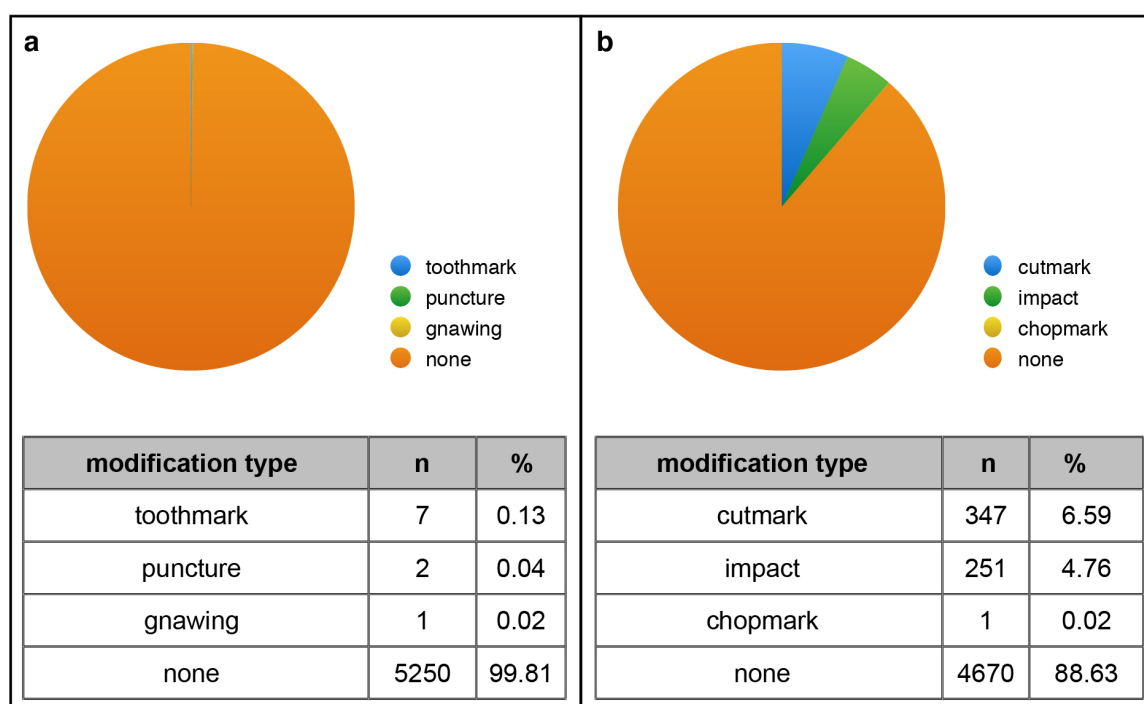 a
toothmark
puncture
gnawing
none
modification type n %
toothmark 7 0.13
puncture 2 0.04
gnawing 1 0.02
none 5250 99.81
b
cutmark
impact
chopmark
none
modification type n %
cutmark 347 6.59
impact 251 4.76
chopmark 1 0.02
none 4670 88.63